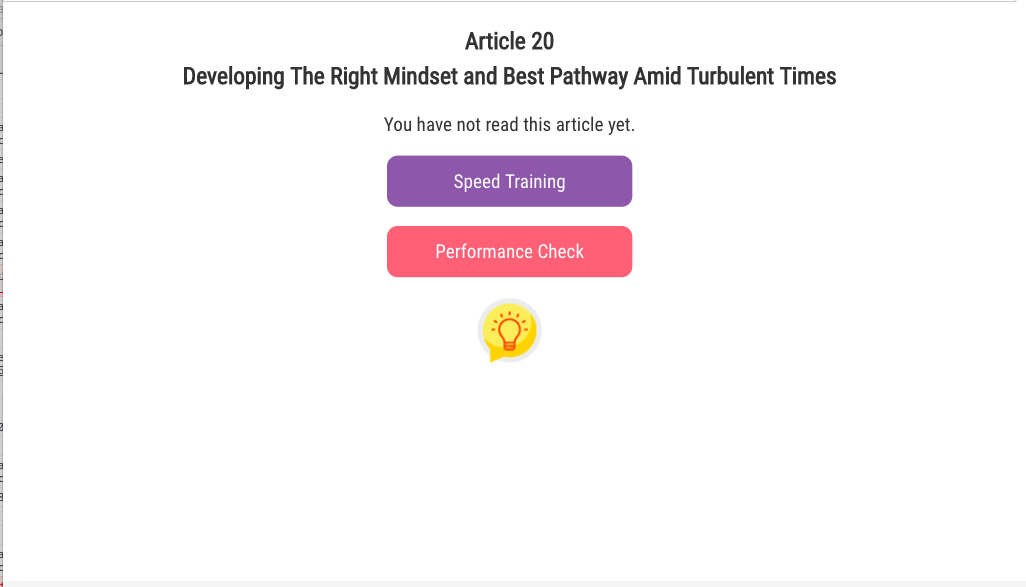 Article 20
Developing The Right Mindset and Best Pathway Amid Turbulent Times
You have not read this article yet.
Speed Training
Performance Check